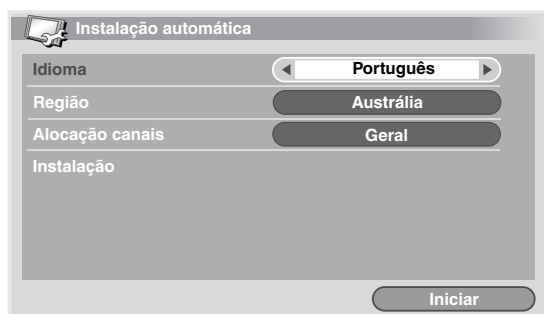 Instalação automática
Idioma Português
Região Austrália
Alocação canais Geral
Instalação
Iniciar